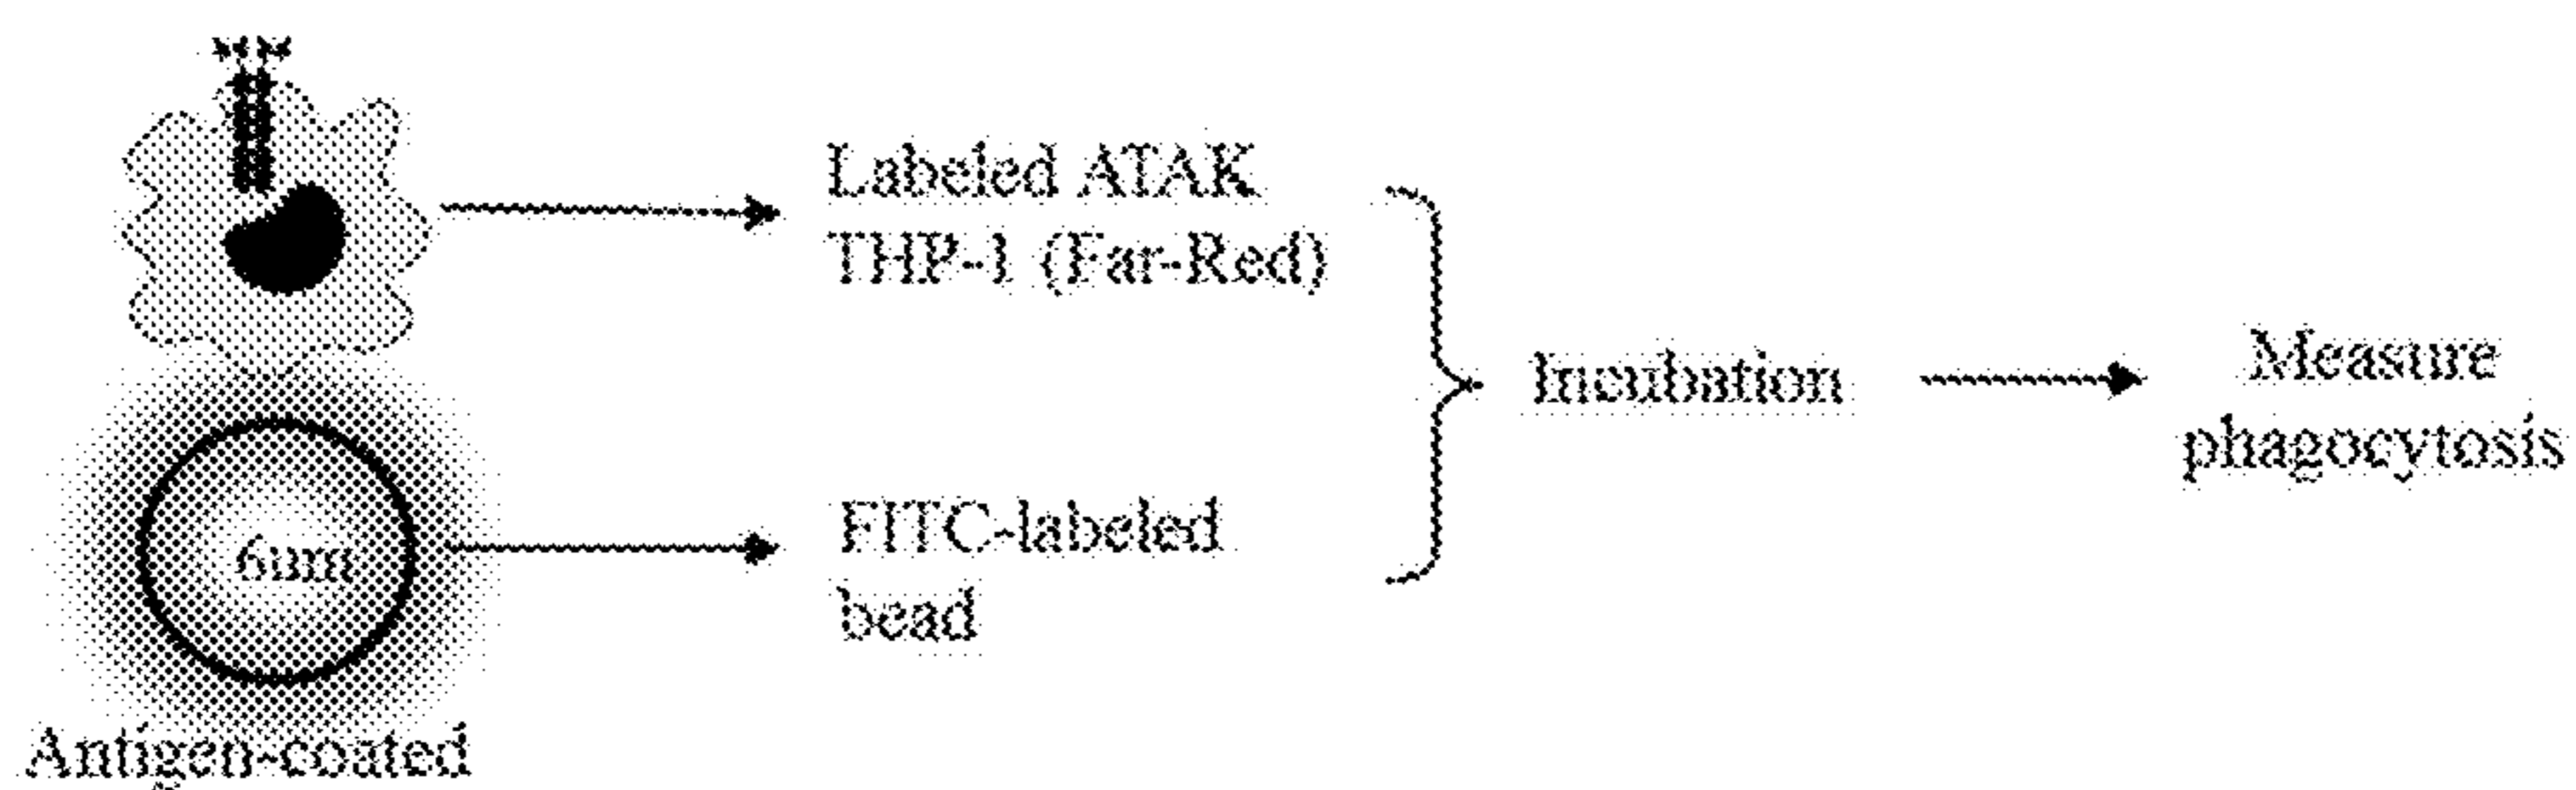 Labeled ATAK
THP-1 (Far-Red)
Incubation
Measure
phagocytosis
6um
FITC-labeled
bead
Antigen-coated